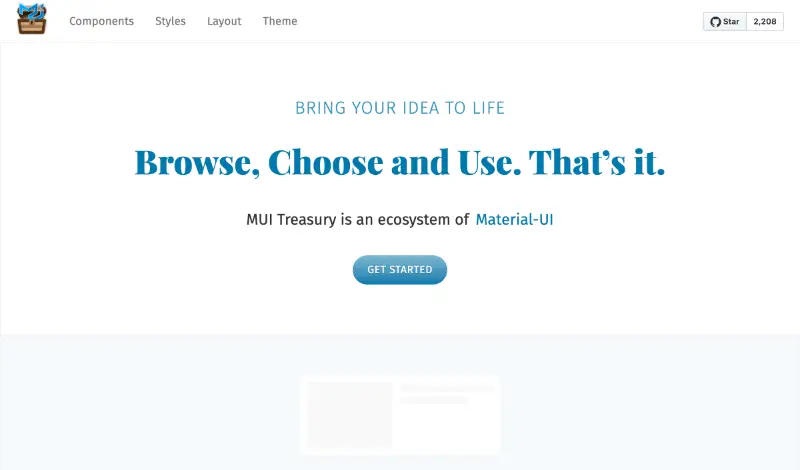 Components Styles Layout Theme Star 2,208
BRING YOUR IDEA TO LIFE
Browse, Choose and Use. That’s it.
MUI Treasury is an ecosystem of Material-UI
GET STARTED